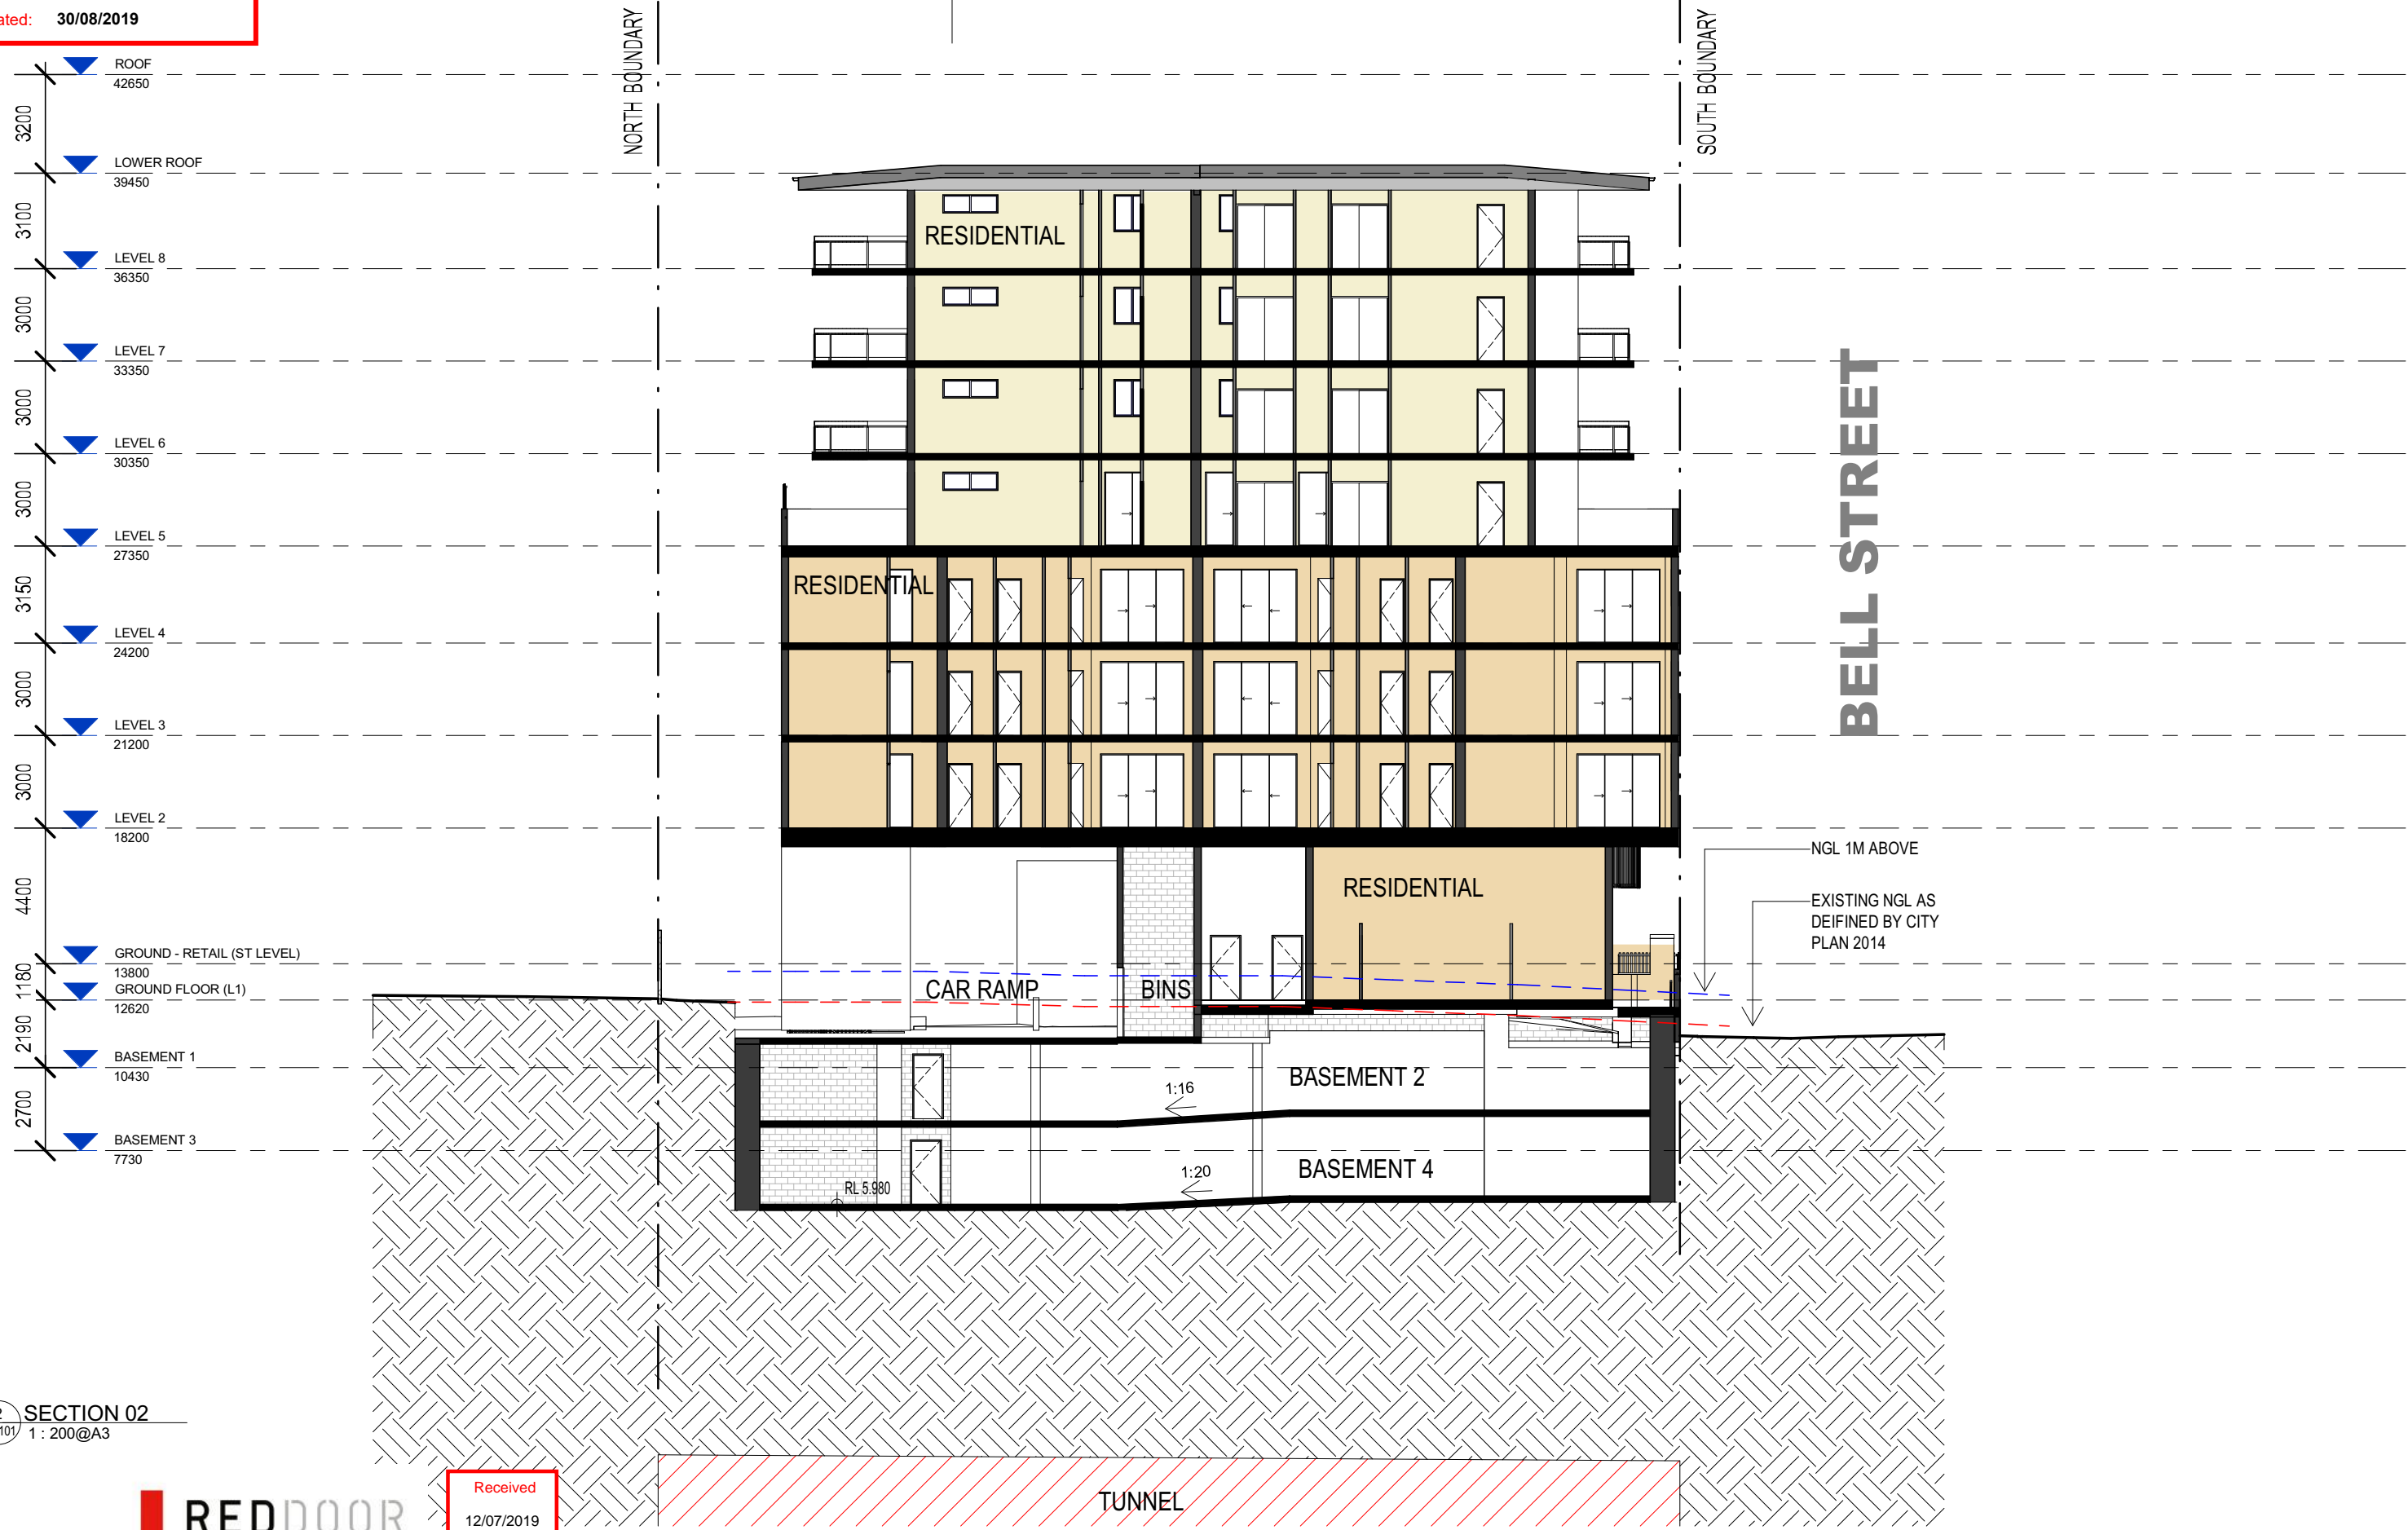 30/08/2019
NORTH BOUNDARY
SOUTH BOUNDARY
ROOF
42650
3200
LOWER ROOF
39450
3100
LEVEL 8
36350
3000
LEVEL 7
33350
3000
LEVEL 6
30350
3000
LEVEL 5
27350
3150
LEVEL 4
24200
3000
LEVEL 3
21200
3000
LEVEL 2
18200
4400
GROUND - RETAIL (ST LEVEL)
13800
1180
GROUND FLOOR (L1)
12620
2190
BASEMENT 1
10430
2700
BASEMENT 3
7730
RESIDENTIAL
RESIDENTIAL
RESIDENTIAL
CAR RAMP
BINS
BASEMENT 2
1:16
BASEMENT 4
1:20
RL 5.980
BELL STREET
NGL 1M ABOVE
EXISTING NGL AS
DEIFINED BY CITY
PLAN 2014
SECTION 02
101
1 : 200@A3
REDDOOR
Received
12/07/2019
TUNNEL